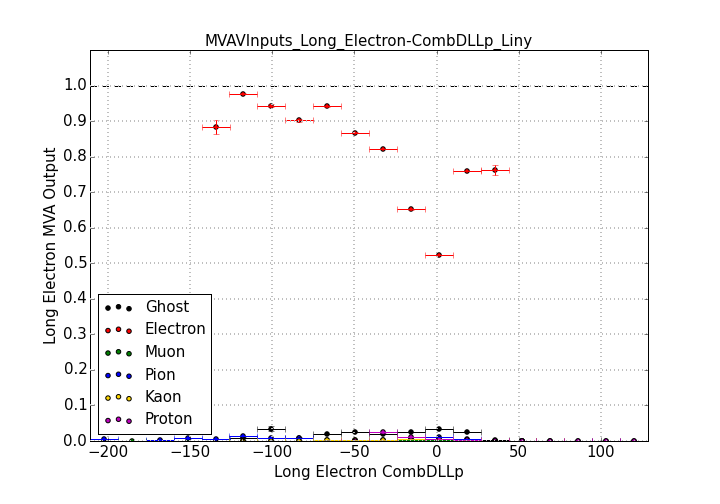 MVAVInputs_Long_Electron-CombDLLp_Liny
Long Electron MVA Output
1.0
0.9
0.8
0.7
0.6
0.5
0.4
0.3
0.2
0.1
0.0
Ghost
Electron
Muon
Pion
Kaon
Proton
−200 −150 −100 −50 0 50 100
Long Electron CombDLLp